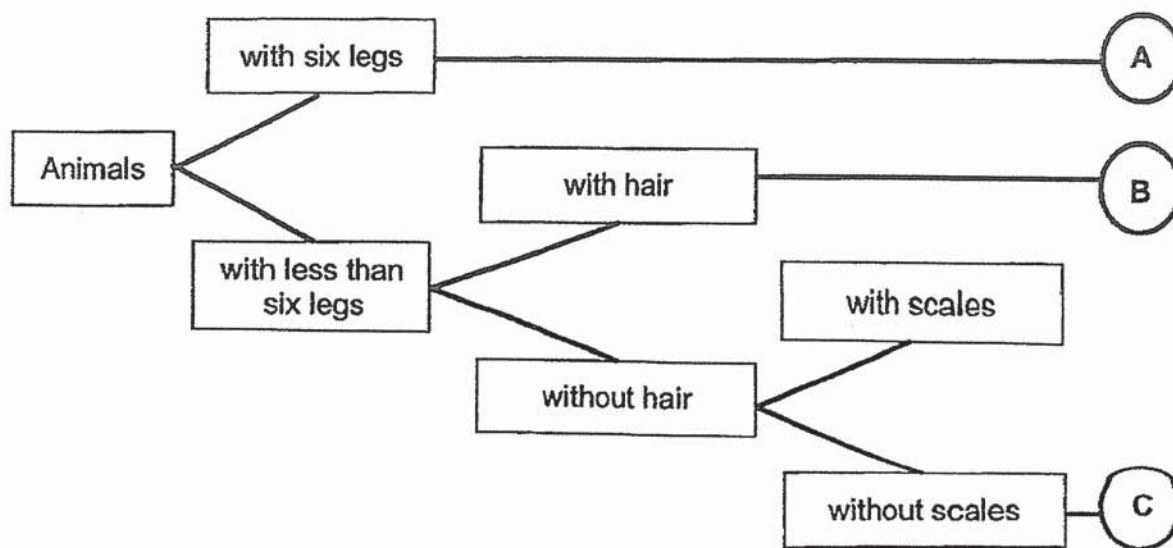 with six legs
A
Animals
with hair
B
with less than
six legs
with scales
without hair
without scales
C